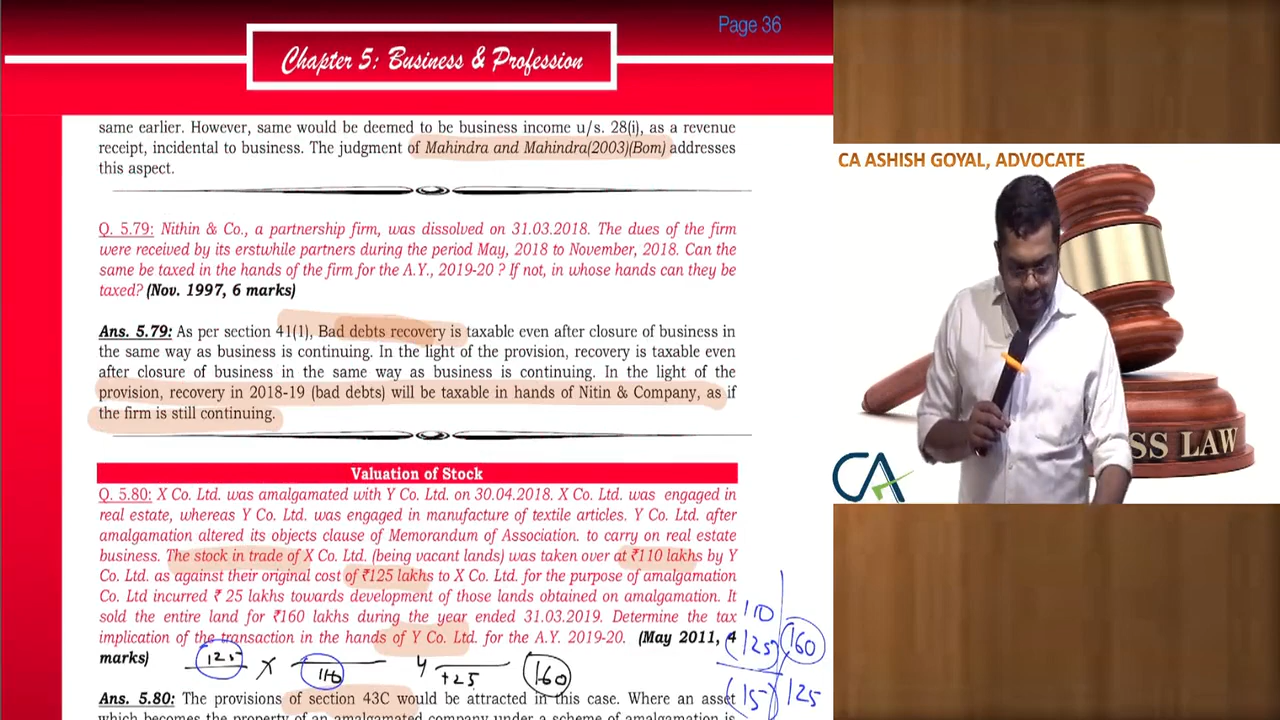 Page 36
Chapter 5: Business & Profession
same earlier. However, same would be deemed to be business income u/s. 28(i), as a revenue
receipt, incidental to business. The judgment of Mahindra and Mahindra(2003)(Bom) addresses
this aspect.
CA ASHISH GOYAL, ADVOCATE
Q. 5.79: Nithin & Co., a partnership firm, was dissolved on 31.03.2018. The dues of the firm
were received by its erstwhile partners during the period May, 2018 to November, 2018. Can the
same be taxed in the hands of the firm for the A.Y., 2019-20 ? If not, in whose hands can they be
taxed? (Nov. 1997, 6 marks)
Ans. 5.79: As per section 41(1), Bad debts recovery is taxable even after closure of business in
the same way as business is continuing. In the light of the provision, recovery is taxable even
after closure of business in the same way as business is continuing. In the light of the
provision, recovery in 2018-19 (bad debts) will be taxable in hands of Nitin & Company, as if
the firm is still continuing.
SS LAW
CA
Valuation of Stock
Q. 5.80: X Co. Ltd. was amalgamated with Y Co. Ltd. on 30.04.2018. X Co. Ltd. was engaged in
real estate, whereas Y Co. Ltd. was engaged in manufacture of textile articles. Y Co. Ltd. after
amalgamation altered its objects clause of Memorandum of Association. to carry on real estate
business. The stock in trade of X Co. Ltd. (being vacant lands) was taken over at ₹110 lakhs by Y
Co. Ltd. as against their original cost of ₹125 lakhs to X Co. Ltd. for the purpose of amalgamation
Co. Ltd incurred ₹ 25 lakhs towards development of those lands obtained on amalgamation. It
sold the entire land for ₹160 lakhs during the year ended 31.03.2019. Determine the tax
implication of the transaction in the hands of Y Co. Ltd. for the A.Y. 2019-20. (May 2011, 4
marks)
125 X 110 Y +25 160
110
(125) 160
(15) 125
Ans. 5.80: The provisions of section 43C would be attracted in this case. Where an asset
which becomes the property of an amalgamated company under a scheme of amalgamation is